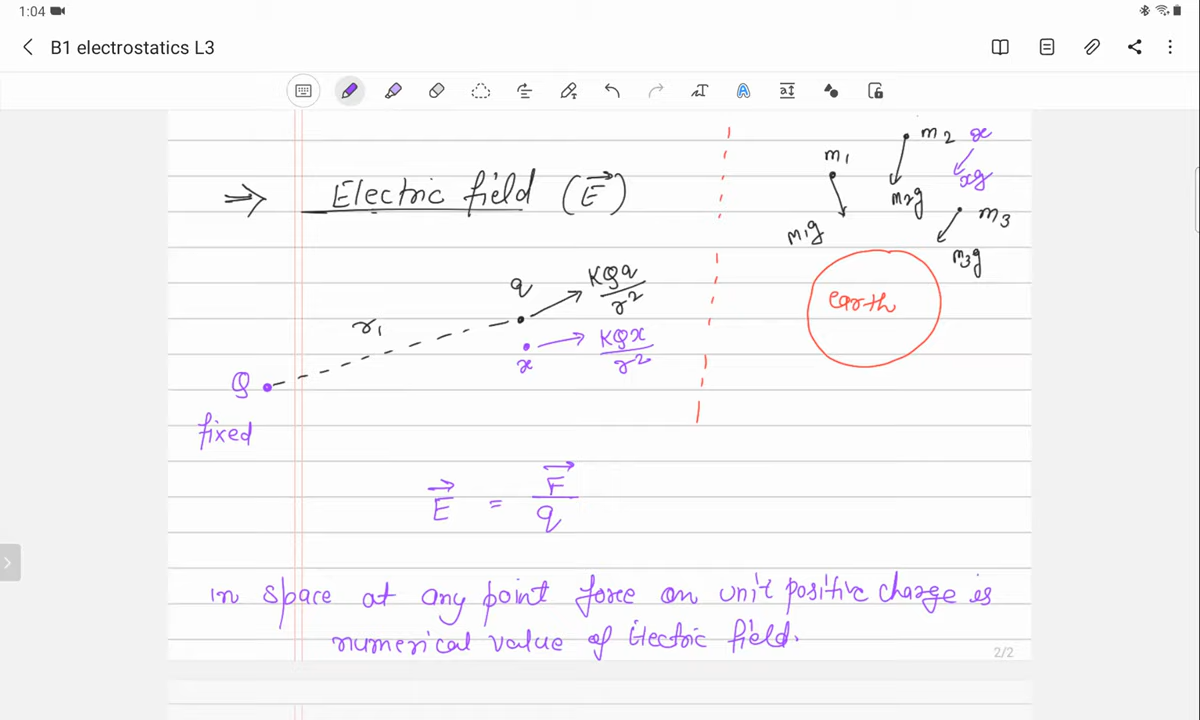 1:04
B1 electrostatics L3
⇒ Electric field (E→)
m1
m1g
m2
m2g
x
xg
m3
m3g
earth
q
KQq/r²
r1
x
KQx/r²
Q
fixed
E→ = F→/q
in space at any point force on unit positive charge is
numerical value of Electric field.
2/2